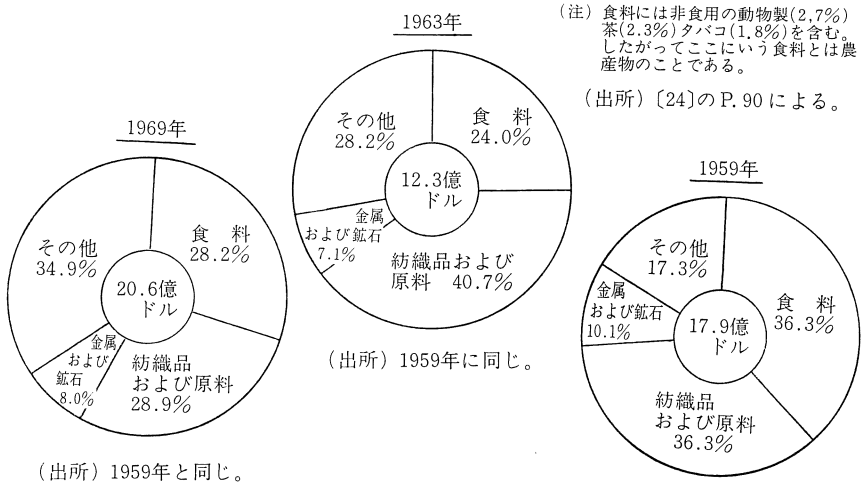 1969年
食料
28.2%
その他
34.9%
20.6億
ドル
金属
および
鉱石
8.0%
紡織品
および原料
28.9%
(出所)1959年と同じ。
1963年
その他
28.2%
食料
24.0%
12.3億
ドル
金属
および鉱石
7.1%
紡織品および
原料 40.7%
(出所)1959年に同じ。
(注)食料には非食用の動物製(2,7%)
茶(2.3%)タバコ(1.8%)を含む。
したがってここにいう食料とは農
産物のことである。
(出所)〔24〕のP.90による。
1959年
その他
17.3%
食料
36.3%
金属
および鉱石
10.1%
17.9億
ドル
紡織品
および原料
36.3%